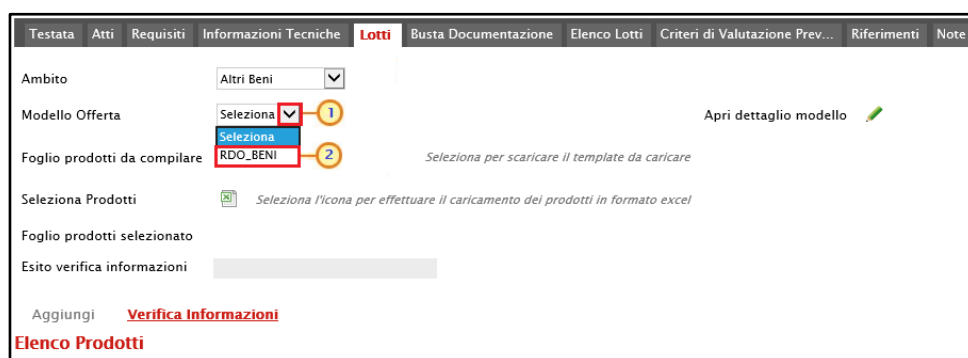 Testata Atti Requisiti Informazioni Tecniche Lotti Busta Documentazione Elenco Lotti Criteri di Valutazione Prev... Riferimenti Note
Ambito Altri Beni
Modello Offerta Seleziona 1 Apri dettaglio modello
Seleziona
Foglio prodotti da compilare RDO_BENI 2 Seleziona per scaricare il template da caricare
Seleziona Prodotti Seleziona l'icona per effettuare il caricamento dei prodotti in formato excel
Foglio prodotti selezionato
Esito verifica informazioni
Aggiungi Verifica Informazioni
Elenco Prodotti